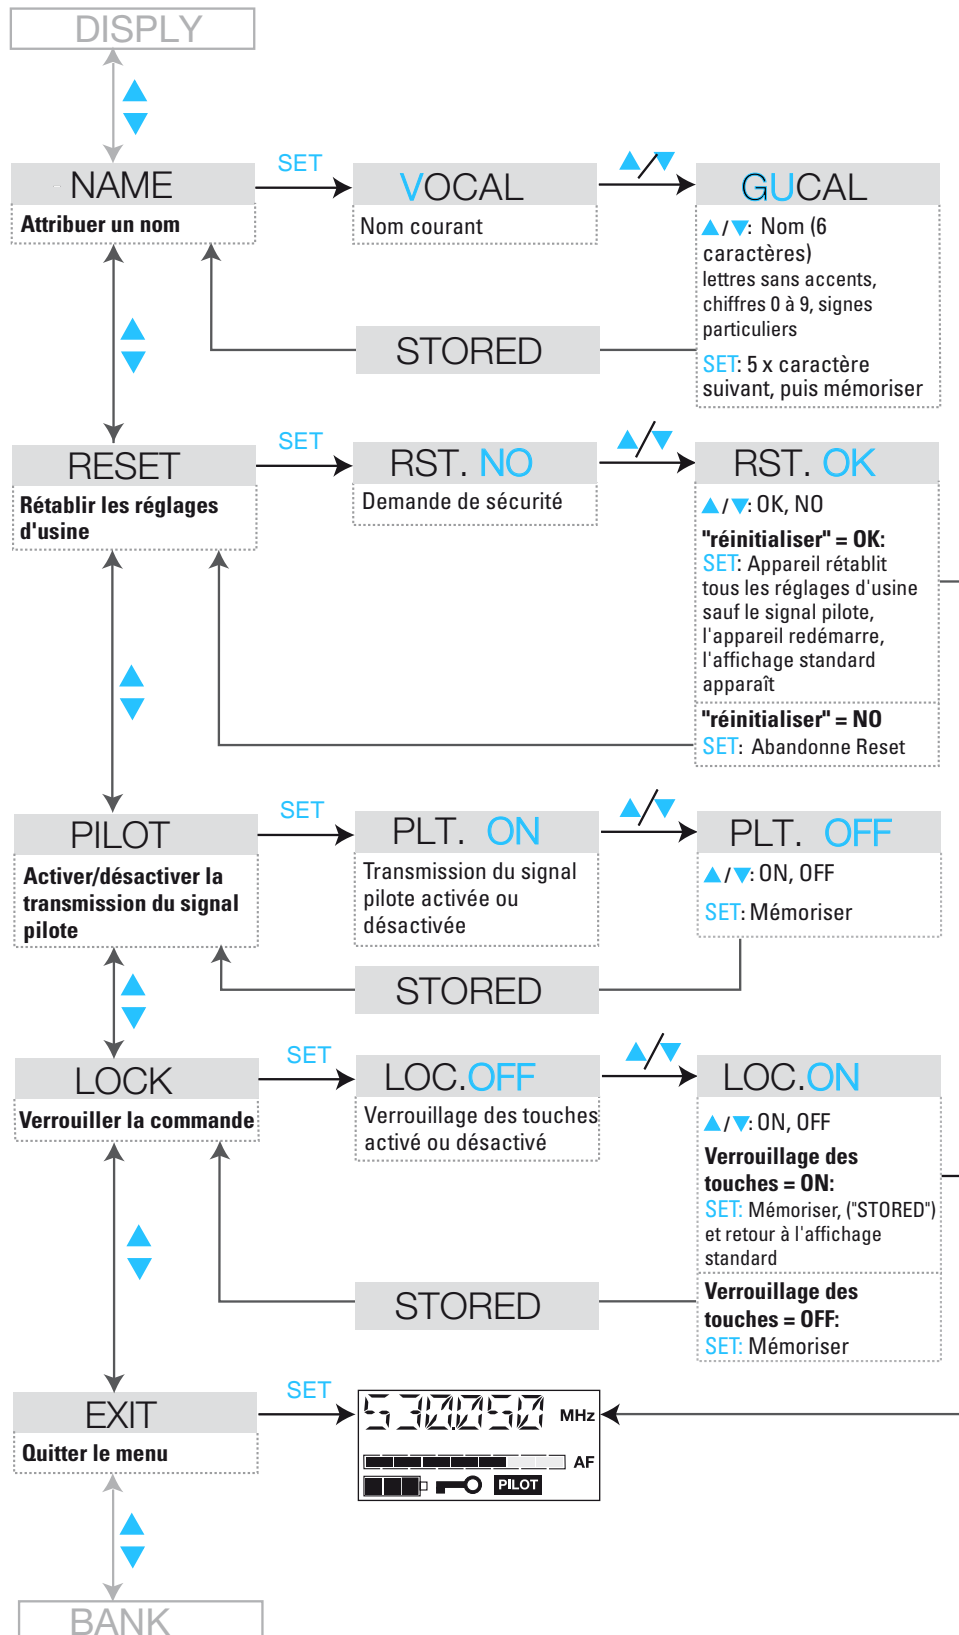 DISPLY
NAME
Attribuer un nom
SET
VOCAL
Nom courant
GUCAL
/ : Nom (6
caractères)
lettres sans accents,
chiffres 0 à 9, signes
particuliers
SET: 5 x caractère
suivant, puis mémoriser
STORED
RESET
Rétablir les réglages
d'usine
SET
RST. NO
Demande de sécurité
RST. OK
/ : OK, NO
"réinitialiser" = OK:
SET: Appareil rétablit
tous les réglages d'usine
sauf le signal pilote,
l'appareil redémarre,
l'affichage standard
apparaît
"réinitialiser" = NO
SET: Abandonne Reset
PILOT
Activer/désactiver la
transmission du signal
pilote
SET
PLT. ON
Transmission du signal
pilote activée ou
désactivée
PLT. OFF
/ : ON, OFF
SET: Mémoriser
STORED
LOCK
Verrouiller la commande
SET
LOC.OFF
Verrouillage des touches
activé ou désactivé
LOC.ON
/ : ON, OFF
Verrouillage des
touches = ON:
SET: Mémoriser, ("STORED")
et retour à l'affichage
standard
Verrouillage des
touches = OFF:
SET: Mémoriser
STORED
EXIT
Quitter le menu
SET
530.050 MHz
AF
PILOT
BANK